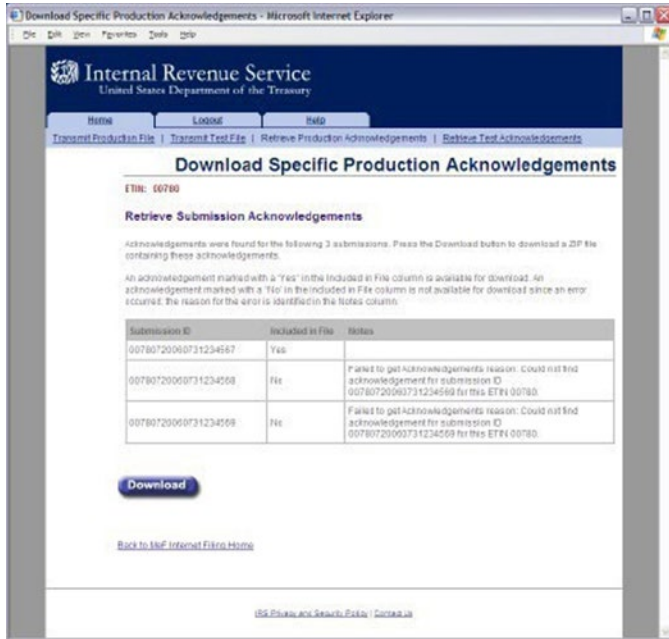 Download Specific Production Acknowledgements - Microsoft Internet Explorer
File Edit View Favorites Tools Help
Internal Revenue Service
United States Department of the Treasury
Home Logout Help
Transmit Production File | Transmit Test File | Retrieve Production Acknowledgements | Retrieve Test Acknowledgements
Download Specific Production Acknowledgements
ETIN: 00780
Retrieve Submission Acknowledgements
Acknowledgements were found for the following 3 submissions. Press the Download button to download a ZIP file
containing these acknowledgements.
An acknowledgement marked with a "Yes" in the Included in File column is available for download. An
acknowledgement marked with a 'No' in the Included in File column is not available for download since an error
occurred; the reason for the error is identified in the Notes column.
Submission ID Included in File Notes
00780720060731234567 Yes
00780720060731234568 No Failed to get Acknowledgements reason: Could not find
acknowledgement for submission ID
00780720060731234568 for this ETIN 00780.
00780720060731234569 No Failed to get Acknowledgements reason: Could not find
acknowledgement for submission ID
00780720060731234569 for this ETIN 00780.
Download
Back to MeF Internet Filing Home
IRS Privacy and Security Policy | Contact Us